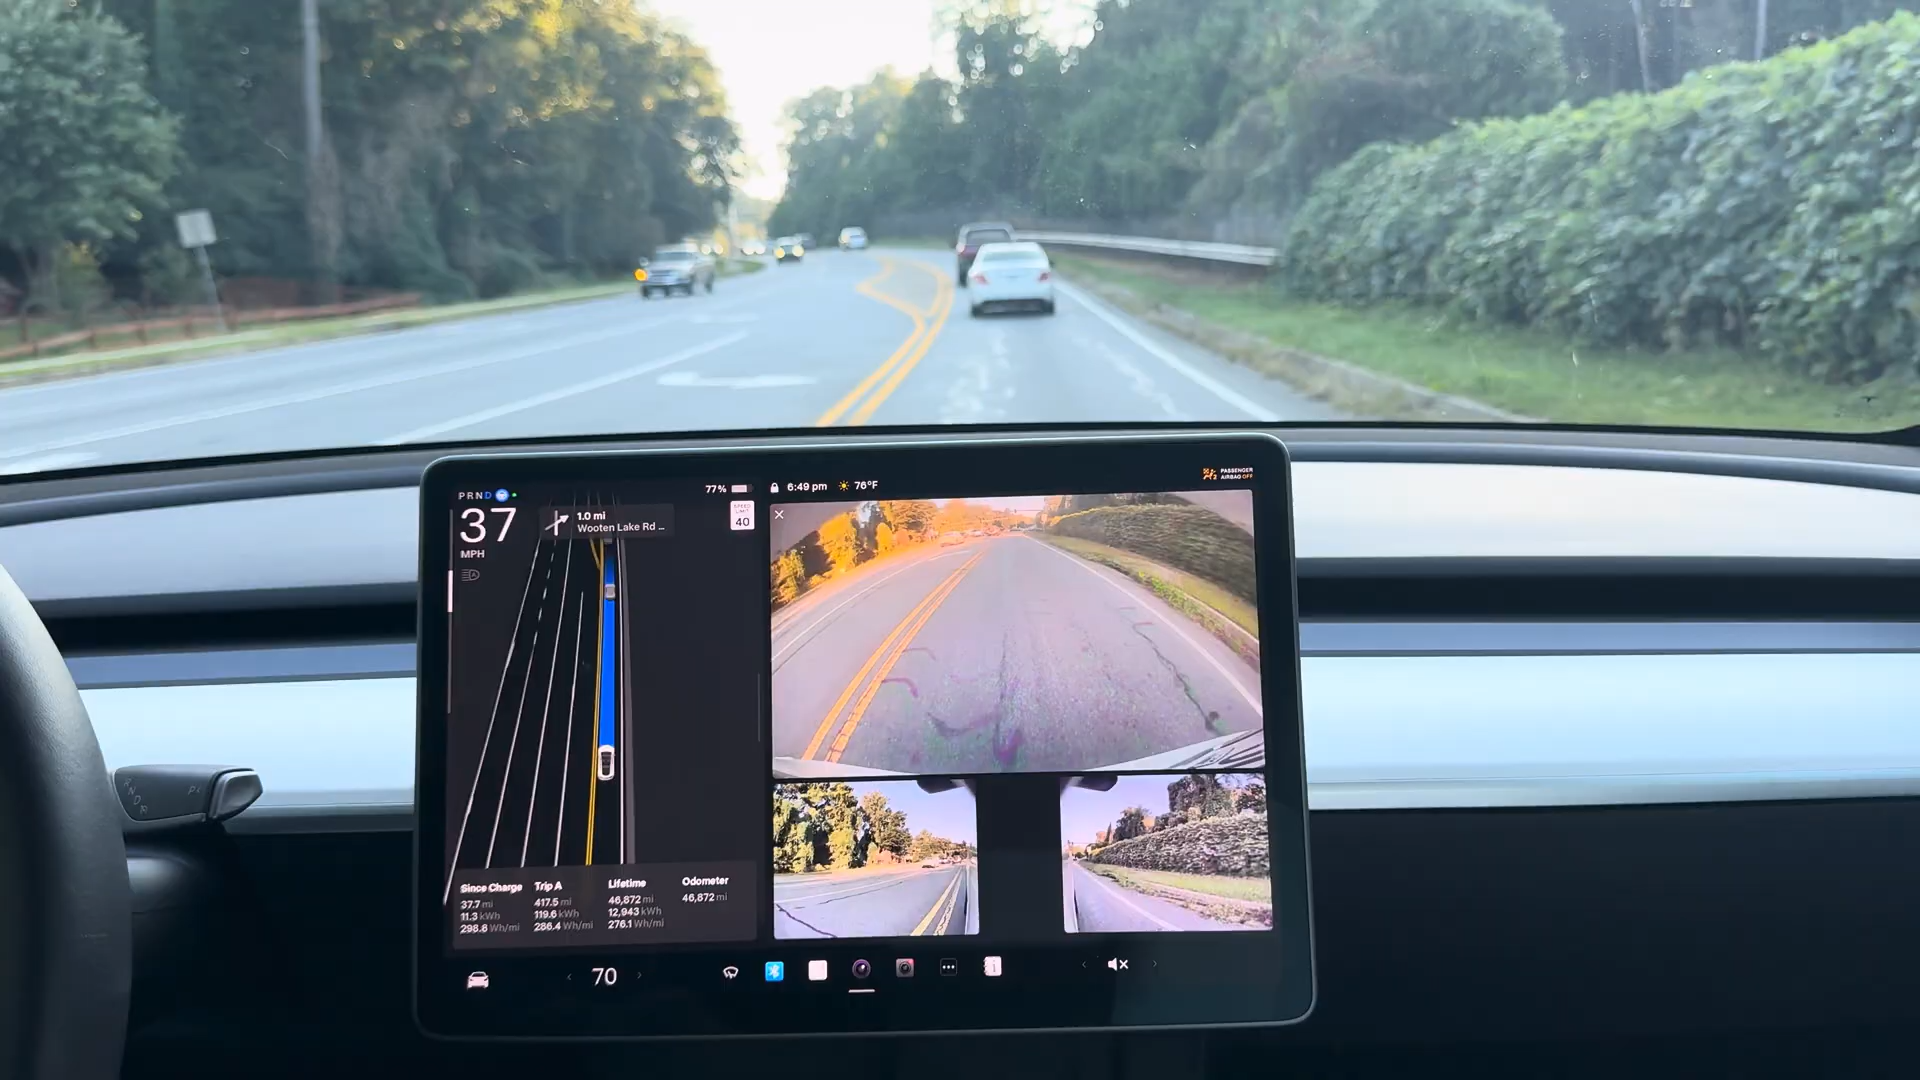 PRND
37
MPH
1.0 mi
Wooten Lake Rd ...
77%
SPEED
LIMIT
40
6:49 pm
76°F
PASSENGER
AIRBAG OFF
Since Charge
37.7 mi
11.3 kWh
298.8 Wh/mi
Trip A
417.5 mi
119.6 kWh
286.4 Wh/mi
Lifetime
46,872 mi
12,943 kWh
276.1 Wh/mi
Odometer
46,872 mi
70
R
N
D